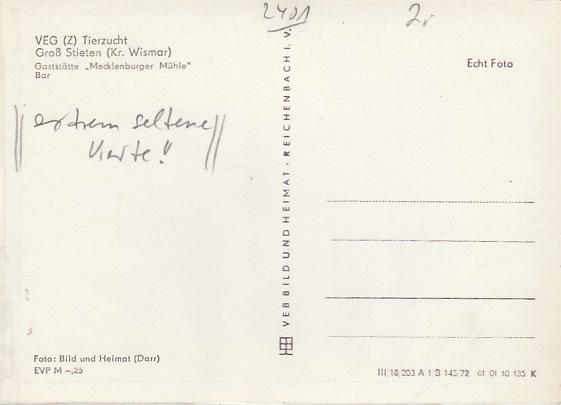 2401
2,-
VEG (Z) Tierzucht
Groß Stieten (Kr. Wismar)
Gaststätte „Mecklenburger Mühle"
Bar
Echt Foto
extrem seltene
Karte!!
VEB BILD UND HEIMAT · REICHENBACH I. V.
Foto: Bild und Heimat (Darr)
EVP M -,25
III/18/203 A 1 B 145/72 01 01 10 135 K